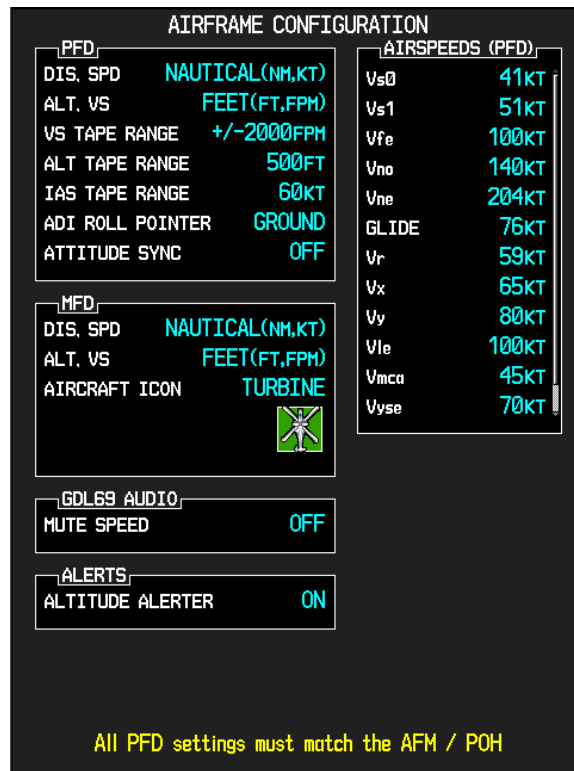 AIRFRAME CONFIGURATION
PFD
DIS, SPD NAUTICAL(NM,KT)
ALT, VS FEET(FT,FPM)
VS TAPE RANGE +/-2000FPM
ALT TAPE RANGE 500FT
IAS TAPE RANGE 60KT
ADI ROLL POINTER GROUND
ATTITUDE SYNC OFF
MFD
DIS, SPD NAUTICAL(NM,KT)
ALT, VS FEET(FT,FPM)
AIRCRAFT ICON TURBINE
GDL69 AUDIO
MUTE SPEED OFF
ALERTS
ALTITUDE ALERTER ON
AIRSPEEDS (PFD)
Vs0 41KT
Vs1 51KT
Vfe 100KT
Vno 140KT
Vne 204KT
GLIDE 76KT
Vr 59KT
Vx 65KT
Vy 80KT
Vle 100KT
Vmca 45KT
Vyse 70KT
All PFD settings must match the AFM / POH